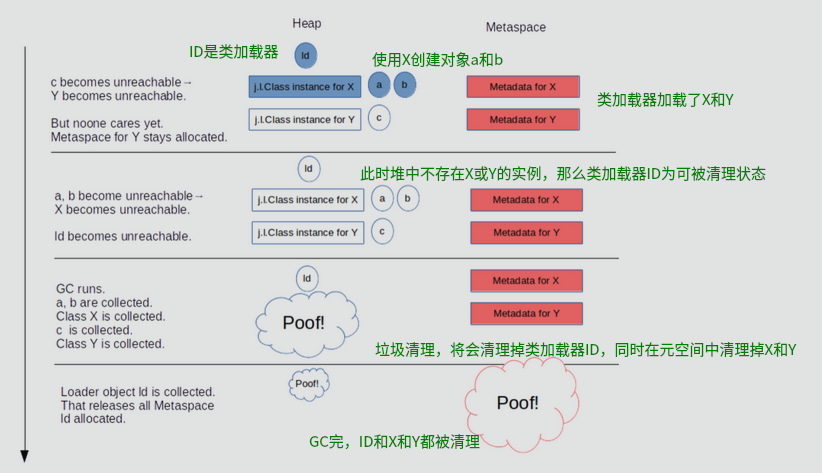 Heap
Metaspace
ID是类加载器
Id
使用X创建对象a和b
c becomes unreachable→
Y becomes unreachable.
j.l.Class instance for X
a
b
Metadata for X
类加载器加载了X和Y
But noone cares yet.
Metaspace for Y stays allocated.
j.l.Class instance for Y
c
Metadata for Y
Id
此时堆中不存在X或Y的实例，那么类加载器ID为可被清理状态
a, b become unreachable→
X becomes unreachable.
j.l.Class instance for X
a
b
Metadata for X
Id becomes unreachable.
j.l.Class instance for Y
c
Metadata for Y
GC runs.
a, b are collected.
Class X is collected.
c is collected.
Class Y is collected.
Id
Poof!
Metadata for X
Metadata for Y
垃圾清理，将会清理掉类加载器ID，同时在元空间中清理掉X和Y
Loader object Id is collected.
That releases all Metaspace
Id allocated.
Poof!
Poof!
GC完，ID和X和Y都被清理